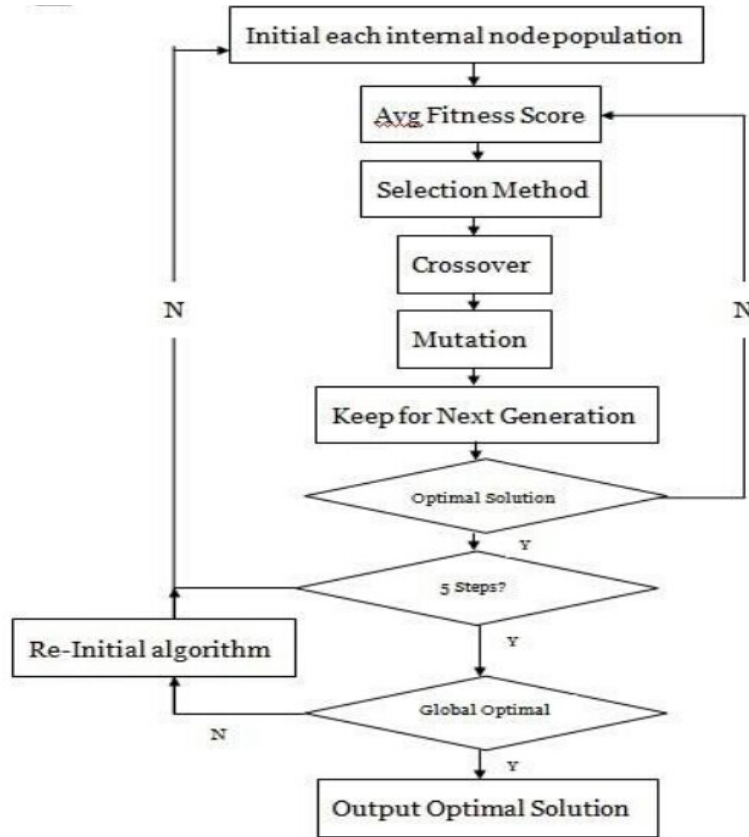 Initial each internal node population
Avg Fitness Score
Selection Method
Crossover
N
N
Mutation
Keep for Next Generation
Optimal Solution
Y
5 Steps?
Y
Re-Initial algorithm
Global Optimal
N
Y
Output Optimal Solution